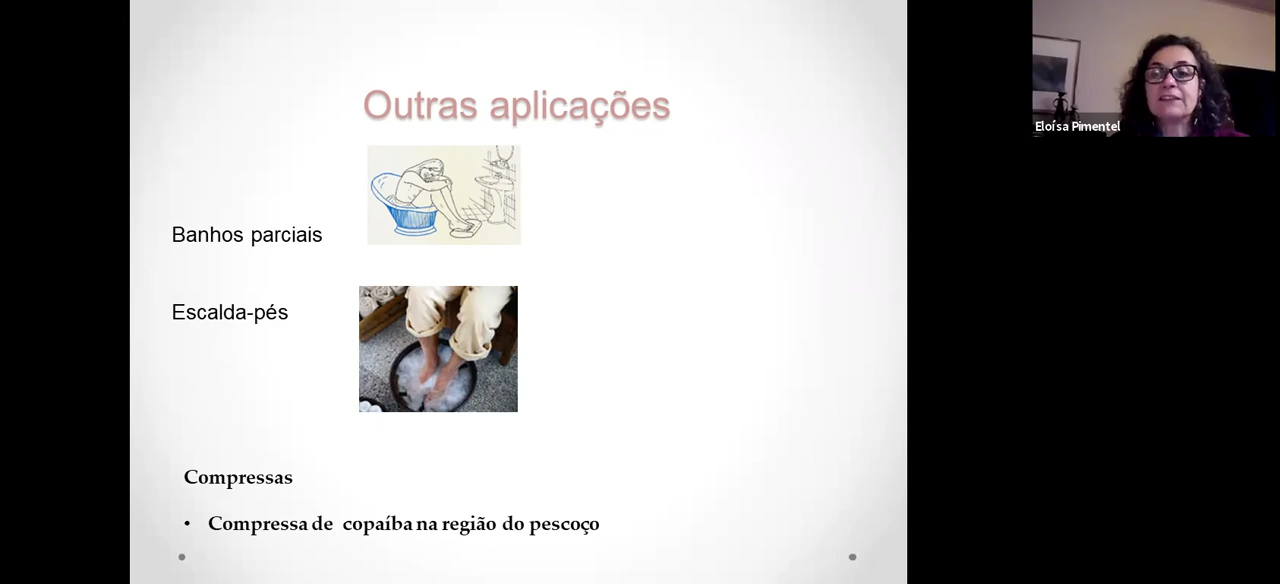 Outras aplicações
Banhos parciais
Escalda-pés
Compressas
• Compressa de copaíba na região do pescoço
Eloísa Pimentel